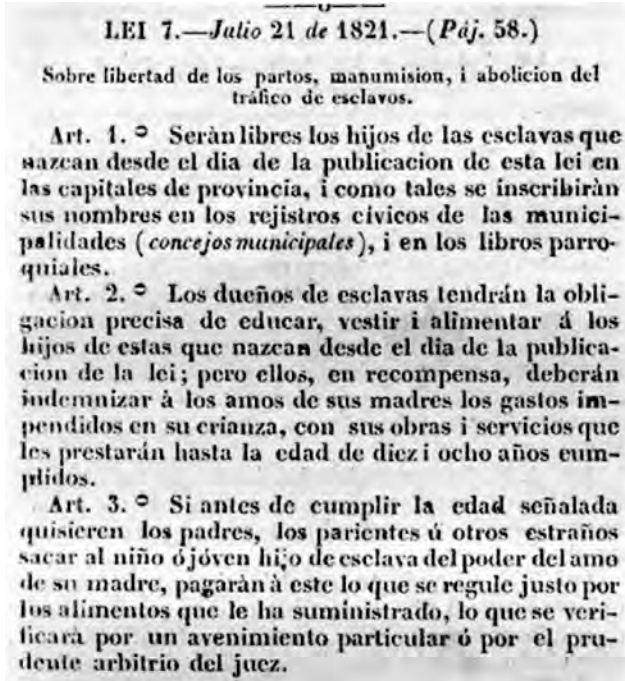 LEI 7.—Julio 21 de 1821.—(Páj. 58.)
Sobre libertad de los partos, manumision, i abolicion del
tráfico de esclavos.
Art. 1.º Seràn libres los hijos de las esclavas que
nazcan desde el dia de la publicacion de esta lei en
las capitales de provincia, i como tales se inscribiràn
sus nombres en los rejistros cívicos de las munici-
palidades (concejos municipales), i en los libros parro-
quiales.
Art. 2.º Los dueños de esclavas tendrán la obli-
gacion precisa de educar, vestir i alimentar á los
hijos de estas que nazcan desde el dia de la publica-
cion de la lei; pero ellos, en recompensa, deberán
indemnizar à los amos de sus madres los gastos im-
pendidos en su crianza, con sus obras i servicios que
les prestarán hasta la edad de diez i ocho años cum-
plidos.
Art. 3.º Si antes de cumplir la edad señalada
quisieren los padres, los parientes ú otros estraños
sacar al niño ó jóven hijo de esclava del poder del amo
de su madre, pagaràn à este lo que se regule justo por
los alimentos que le ha suministrado, lo que se veri-
ficará por un avenimiento particular ó por el pru-
dente arbitrio del juez.